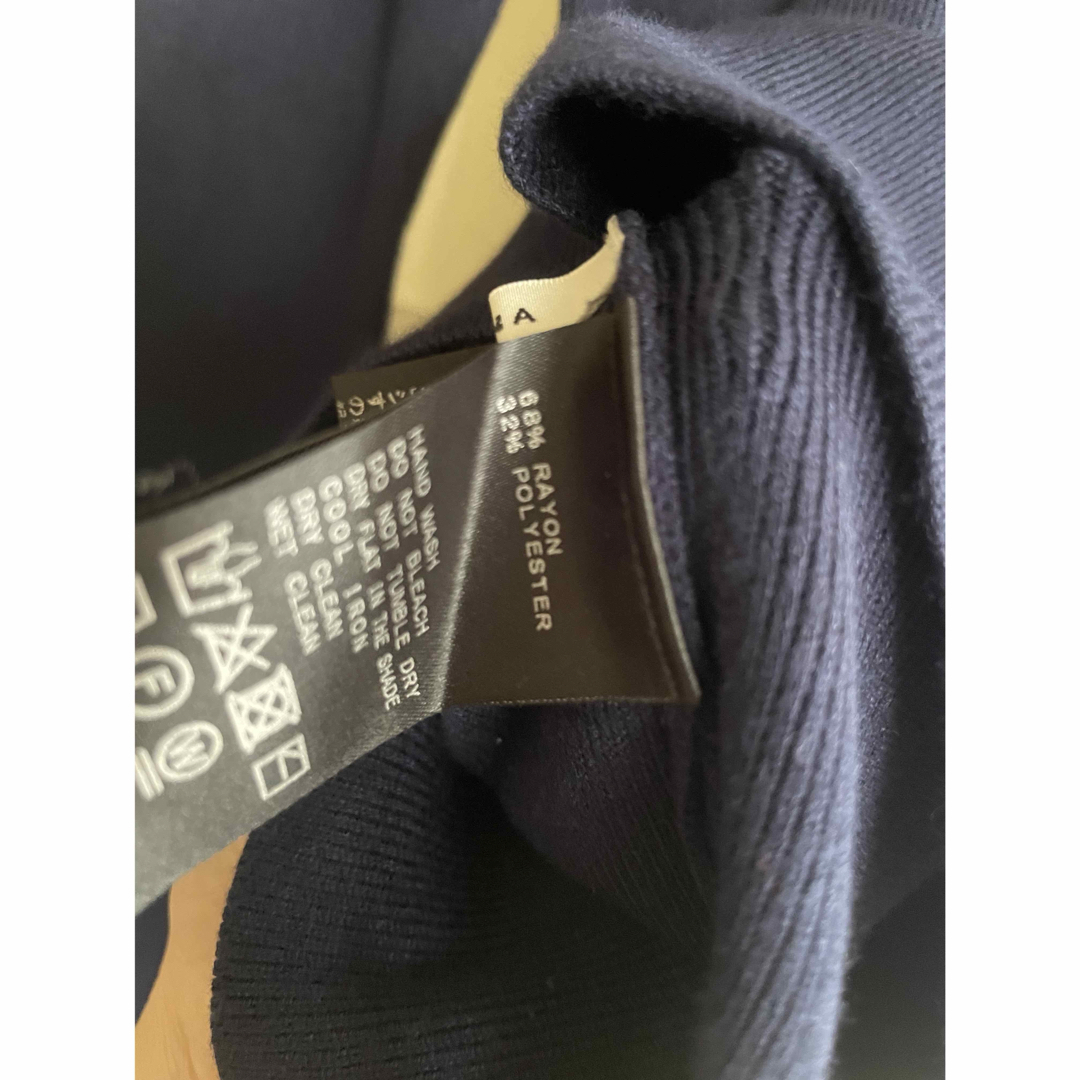 A
68% RAYON
32% POLYESTER
HAND WASH
DO NOT BLEACH
DO NOT TUMBLE DRY
DRY FLAT IN THE SHADE
COOL IRON
DRY CLEAN
WET CLEAN
F
W